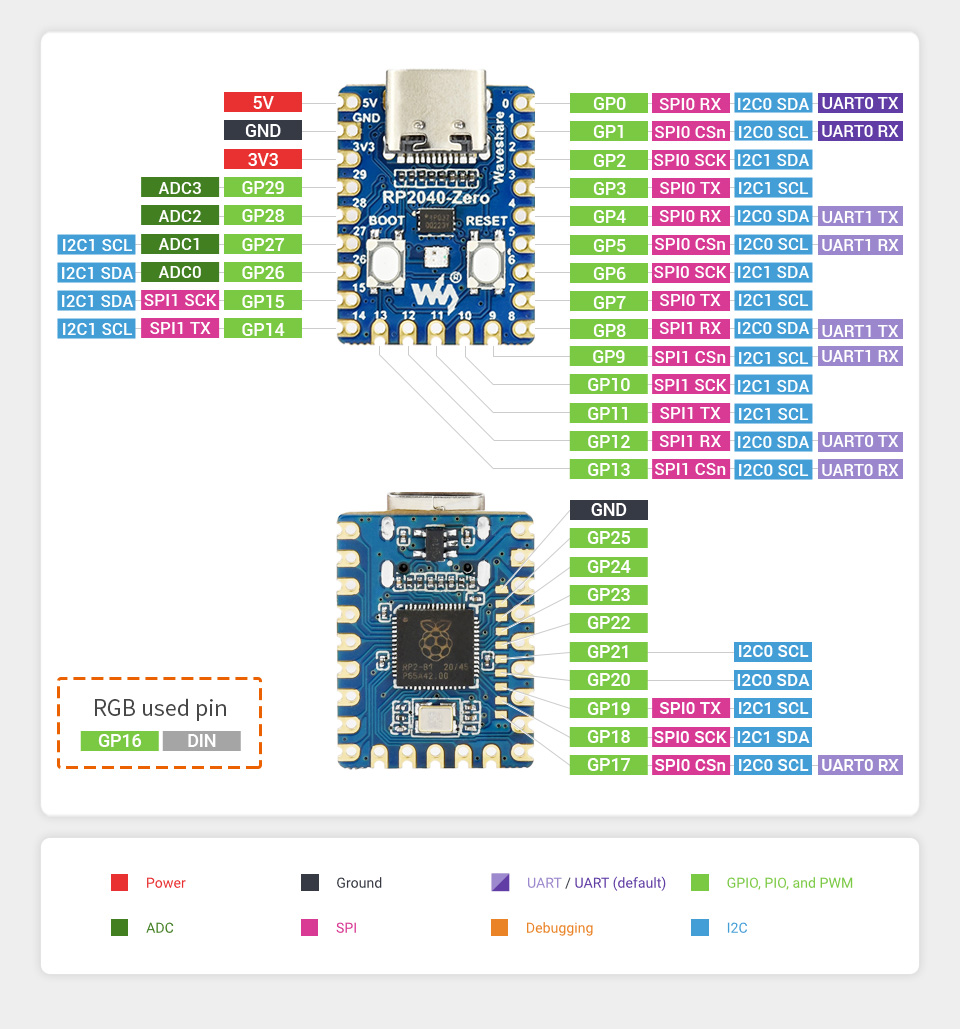 5V GP0 SPI0 RX I2C0 SDA UART0 TX
GND GP1 SPI0 CSn I2C0 SCL UART0 RX
3V3 GP2 SPI0 SCK I2C1 SDA
ADC3 GP29 GP3 SPI0 TX I2C1 SCL
ADC2 GP28 GP4 SPI0 RX I2C0 SDA UART1 TX
I2C1 SCL ADC1 GP27 GP5 SPI0 CSn I2C0 SCL UART1 RX
I2C1 SDA ADC0 GP26 GP6 SPI0 SCK I2C1 SDA
I2C1 SDA SPI1 SCK GP15 GP7 SPI0 TX I2C1 SCL
I2C1 SCL SPI1 TX GP14 GP8 SPI1 RX I2C0 SDA UART1 TX
GP9 SPI1 CSn I2C0 SCL UART1 RX
GP10 SPI1 SCK I2C1 SDA
GP11 SPI1 TX I2C1 SCL
GP12 SPI1 RX I2C0 SDA UART0 TX
GP13 SPI1 CSn I2C0 SCL UART0 RX
5V 0
GND 1
3V3 2
29 3
28 4
27 5
26 6
15 7
14 13 12 11 10 9 8
Waveshare
RP2040-Zero
BOOT RESET
®
GND
GP25
GP24
GP23
GP22
GP21 I2C0 SCL
GP20 I2C0 SDA
GP19 SPI0 TX I2C1 SCL
GP18 SPI0 SCK I2C1 SDA
GP17 SPI0 CSn I2C0 SCL UART0 RX
20/45
P65A42.00
RGB used pin
GP16 DIN
Power Ground UART / UART (default) GPIO, PIO, and PWM
ADC SPI Debugging I2C